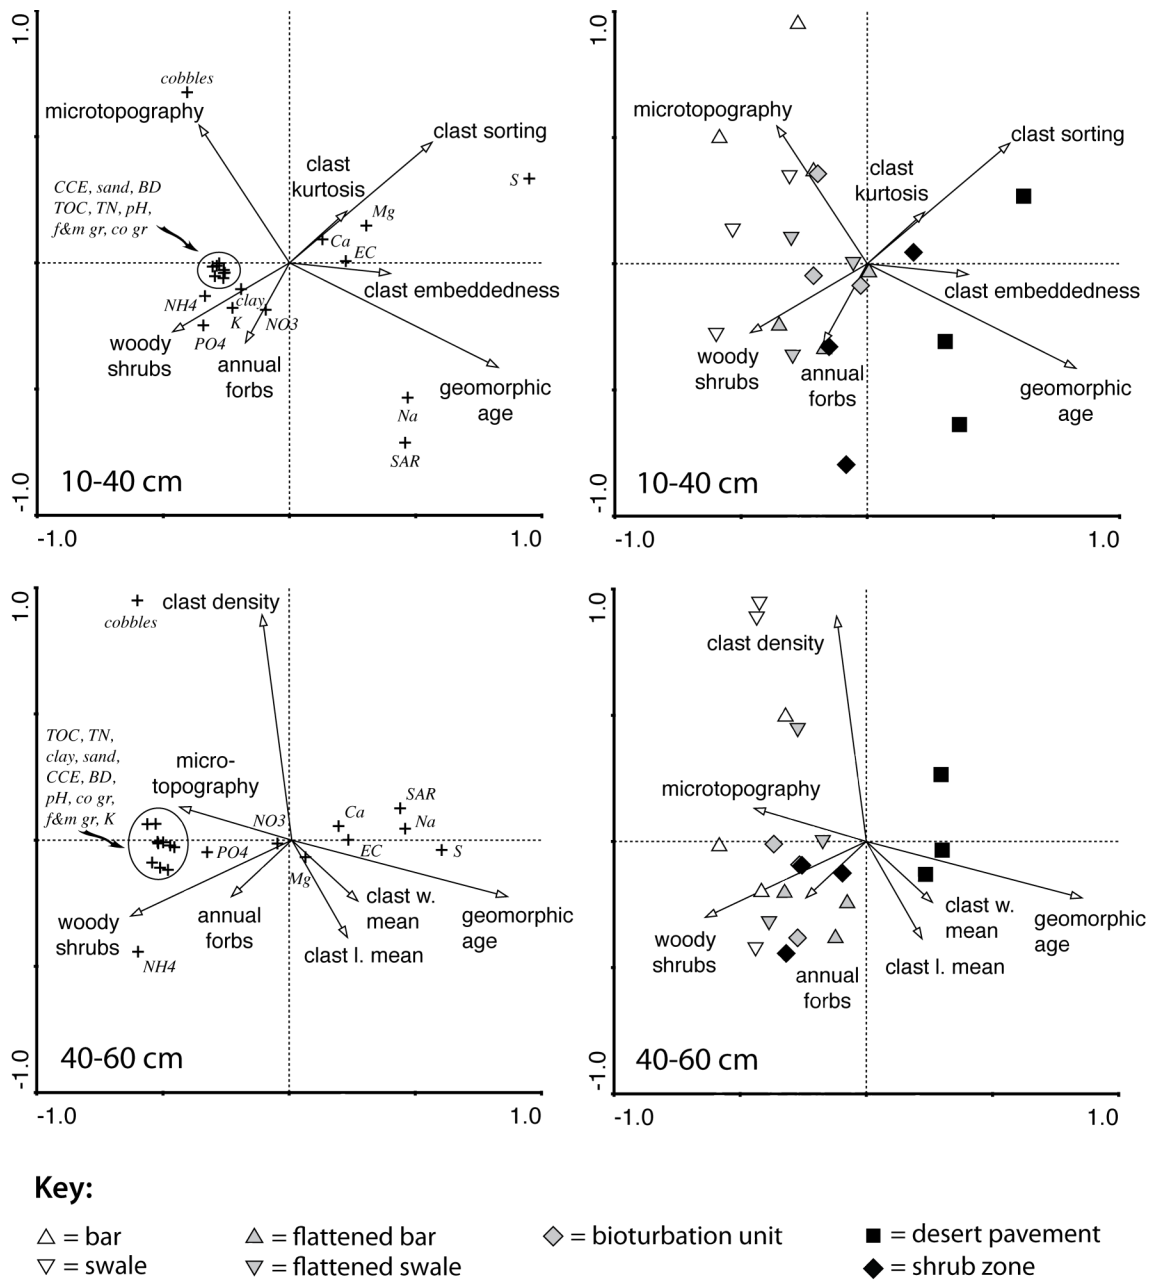 1.0
cobbles
microtopography
clast sorting
clast
kurtosis
S
CCE, sand, BD
TOC, TN, pH,
f&m gr, co gr
Mg
Ca
EC
clast embeddedness
NH4
clay
K
NO3
PO4
woody
shrubs
annual
forbs
geomorphic
age
Na
SAR
10-40 cm
-1.0
-1.0
1.0
1.0
microtopography
clast sorting
clast
kurtosis
clast embeddedness
woody
shrubs
annual
forbs
geomorphic
age
10-40 cm
-1.0
-1.0
1.0
1.0
cobbles
clast density
TOC, TN,
clay, sand,
CCE, BD,
pH, co gr,
f&m gr, K
micro-
topography
NO3
Ca
SAR
Na
PO4
EC
S
Mg
clast w.
mean
woody
shrubs
annual
forbs
geomorphic
age
clast l. mean
NH4
40-60 cm
-1.0
-1.0
1.0
1.0
clast density
microtopography
clast w.
mean
geomorphic
age
woody
shrubs
annual
forbs
clast l. mean
40-60 cm
-1.0
-1.0
1.0
Key:
= bar
= flattened bar
= bioturbation unit
= desert pavement
= swale
= flattened swale
= shrub zone